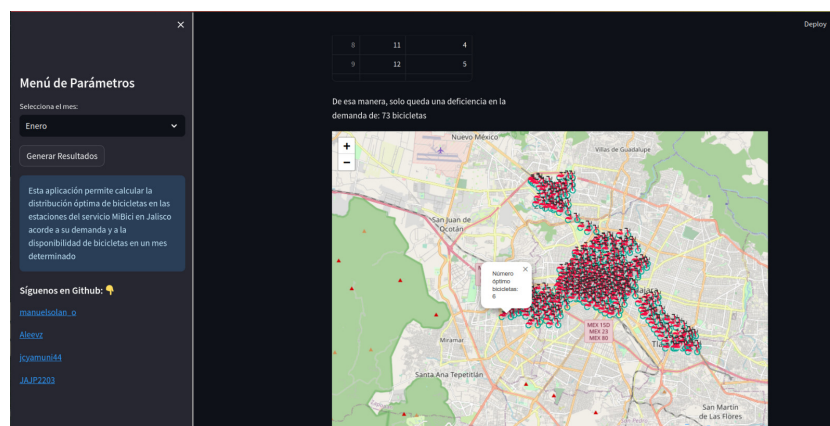 ×
Deploy
Menú de Parámetros
Selecciona el mes:
Enero
Generar Resultados
Esta aplicación permite calcular la
distribución óptima de bicicletas en las
estaciones del servicio MiBici en Jalisco
acorde a su demanda y a la
disponibilidad de bicicletas en un mes
determinado
Síguenos en Github: 👇
manuelsolan_o
Aleevz
jcyamuni44
JAJP2203
8 11 4
9 12 5
De esa manera, solo queda una deficiencia en la
demanda de: 73 bicicletas
+
−
Nuevo México
Villas de Guadalupe
San Juan de
Ocotán
×
Número
óptimo
bicicletas:
6
MEX 15D
MEX 23
MEX 80
Miramar
Santa Ana Tepetitlán
San Martín
de Las Flores